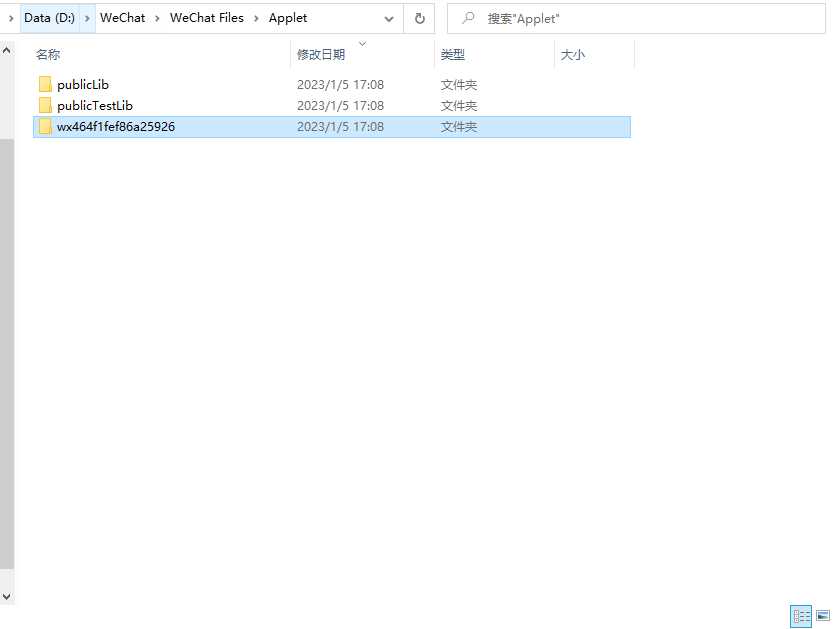 Data (D:) WeChat WeChat Files Applet 搜索"Applet"
名称 修改日期 类型 大小
publicLib 2023/1/5 17:08 文件夹
publicTestLib 2023/1/5 17:08 文件夹
wx464f1fef86a25926 2023/1/5 17:08 文件夹